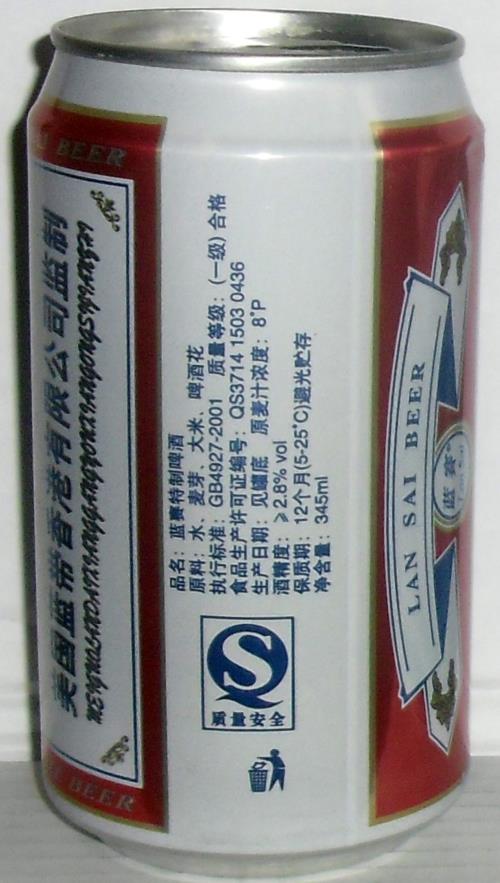 BEER
美国蓝带香港有限公司监制
品名：蓝赛特制啤酒
原料：水、麦芽、大米、啤酒花
执行标准：GB4927-2001 质量等级：(一级) 合格
食品生产许可证编号：QS3714 1503 0436
生产日期：见罐底 原麦汁浓度：8°P
酒精度：≥2.8% vol
保质期：12个月(5-25°C)避光贮存
净含量：345ml
质量安全
LAN SAI BEER
蓝赛
BEER